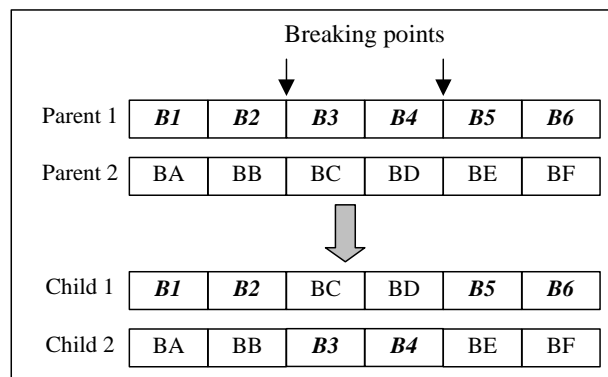 Breaking points
Parent 1 B1 B2 B3 B4 B5 B6
Parent 2 BA BB BC BD BE BF
Child 1 B1 B2 BC BD B5 B6
Child 2 BA BB B3 B4 BE BF